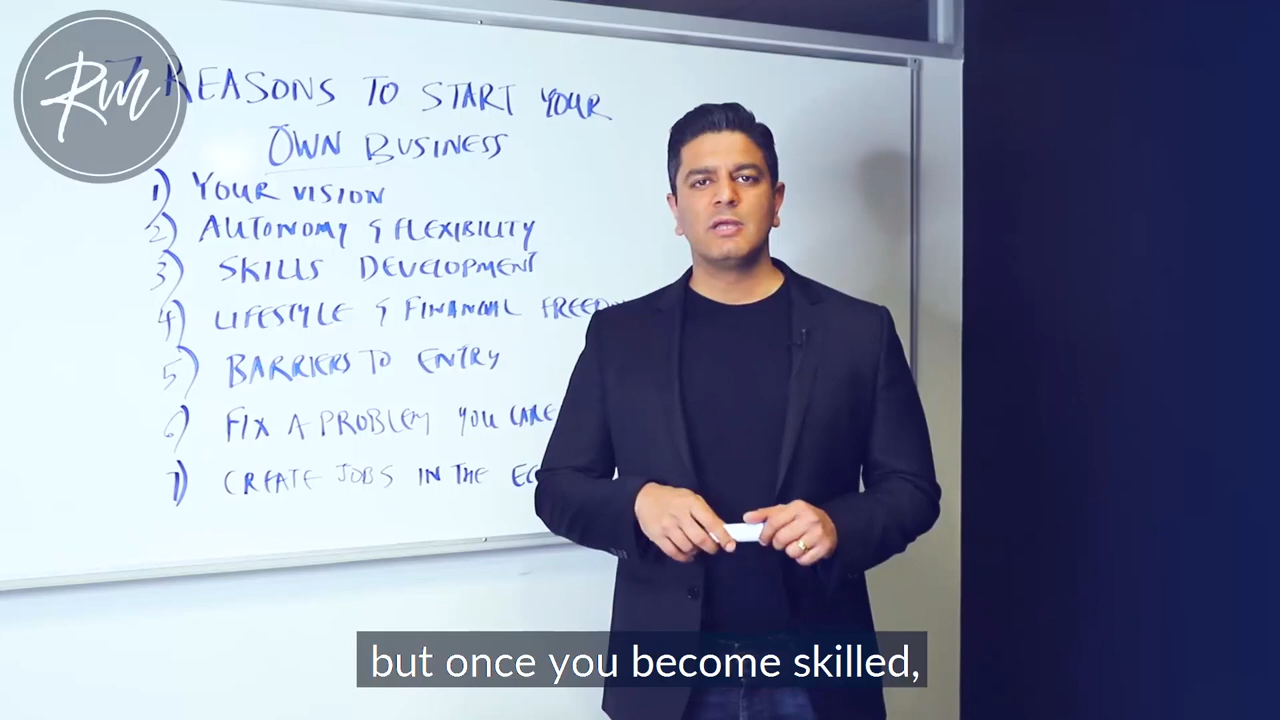 RM
7 REASONS TO START YOUR
OWN BUSINESS
1) YOUR VISION
2) AUTONOMY & FLEXIBILITY
3) SKILLS DEVELOPMENT
4) LIFESTYLE & FINANCIAL FREED
5) BARRIERS TO ENTRY
6) FIX A PROBLEM YOU CARE
7) CREATE JOBS IN THE EC
but once you become skilled,